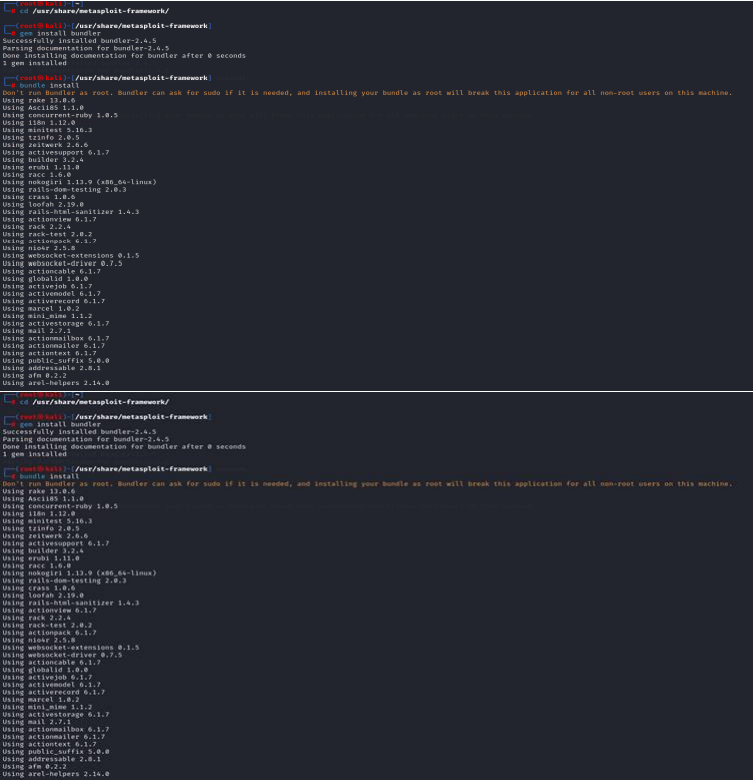 ┌──(root㉿kali)-[~]
└─# cd /usr/share/metasploit-framework/
┌──(root㉿kali)-[/usr/share/metasploit-framework]
└─# gem install bundler
Successfully installed bundler-2.4.5
Parsing documentation for bundler-2.4.5
Done installing documentation for bundler after 0 seconds
1 gem installed
┌──(root㉿kali)-[/usr/share/metasploit-framework]
└─# bundle install
Don't run Bundler as root. Bundler can ask for sudo if it is needed, and installing your bundle as root will break this application for all non-root users on this machine.
Using rake 13.0.6
Using Ascii85 1.1.0
Using concurrent-ruby 1.0.5
Using i18n 1.12.0
Using minitest 5.16.3
Using tzinfo 2.0.5
Using zeitwerk 2.6.6
Using activesupport 6.1.7
Using builder 3.2.4
Using erubi 1.11.0
Using racc 1.6.0
Using nokogiri 1.13.9 (x86_64-linux)
Using rails-dom-testing 2.0.3
Using crass 1.0.6
Using loofah 2.19.0
Using rails-html-sanitizer 1.4.3
Using actionview 6.1.7
Using rack 2.2.4
Using rack-test 2.0.2
Using actionpack 6.1.7
Using nio4r 2.5.8
Using websocket-extensions 0.1.5
Using websocket-driver 0.7.5
Using actioncable 6.1.7
Using globalid 1.0.0
Using activejob 6.1.7
Using activemodel 6.1.7
Using activerecord 6.1.7
Using marcel 1.0.2
Using mini_mime 1.1.2
Using activestorage 6.1.7
Using mail 2.7.1
Using actionmailbox 6.1.7
Using actionmailer 6.1.7
Using actiontext 6.1.7
Using public_suffix 5.0.0
Using addressable 2.8.1
Using afm 0.2.2
Using arel-helpers 2.14.0
┌──(root㉿kali)-[~]
└─# cd /usr/share/metasploit-framework/
┌──(root㉿kali)-[/usr/share/metasploit-framework]
└─# gem install bundler
Successfully installed bundler-2.4.5
Parsing documentation for bundler-2.4.5
Done installing documentation for bundler after 0 seconds
1 gem installed
┌──(root㉿kali)-[/usr/share/metasploit-framework]
└─# bundle install
Don't run Bundler as root. Bundler can ask for sudo if it is needed, and installing your bundle as root will break this application for all non-root users on this machine.
Using rake 13.0.6
Using Ascii85 1.1.0
Using concurrent-ruby 1.0.5
Using i18n 1.12.0
Using minitest 5.16.3
Using tzinfo 2.0.5
Using zeitwerk 2.6.6
Using activesupport 6.1.7
Using builder 3.2.4
Using erubi 1.11.0
Using racc 1.6.0
Using nokogiri 1.13.9 (x86_64-linux)
Using rails-dom-testing 2.0.3
Using crass 1.0.6
Using loofah 2.19.0
Using rails-html-sanitizer 1.4.3
Using actionview 6.1.7
Using rack 2.2.4
Using rack-test 2.0.2
Using actionpack 6.1.7
Using nio4r 2.5.8
Using websocket-extensions 0.1.5
Using websocket-driver 0.7.5
Using actioncable 6.1.7
Using globalid 1.0.0
Using activejob 6.1.7
Using activemodel 6.1.7
Using activerecord 6.1.7
Using marcel 1.0.2
Using mini_mime 1.1.2
Using activestorage 6.1.7
Using mail 2.7.1
Using actionmailbox 6.1.7
Using actionmailer 6.1.7
Using actiontext 6.1.7
Using public_suffix 5.0.0
Using addressable 2.8.1
Using afm 0.2.2
Using arel-helpers 2.14.0